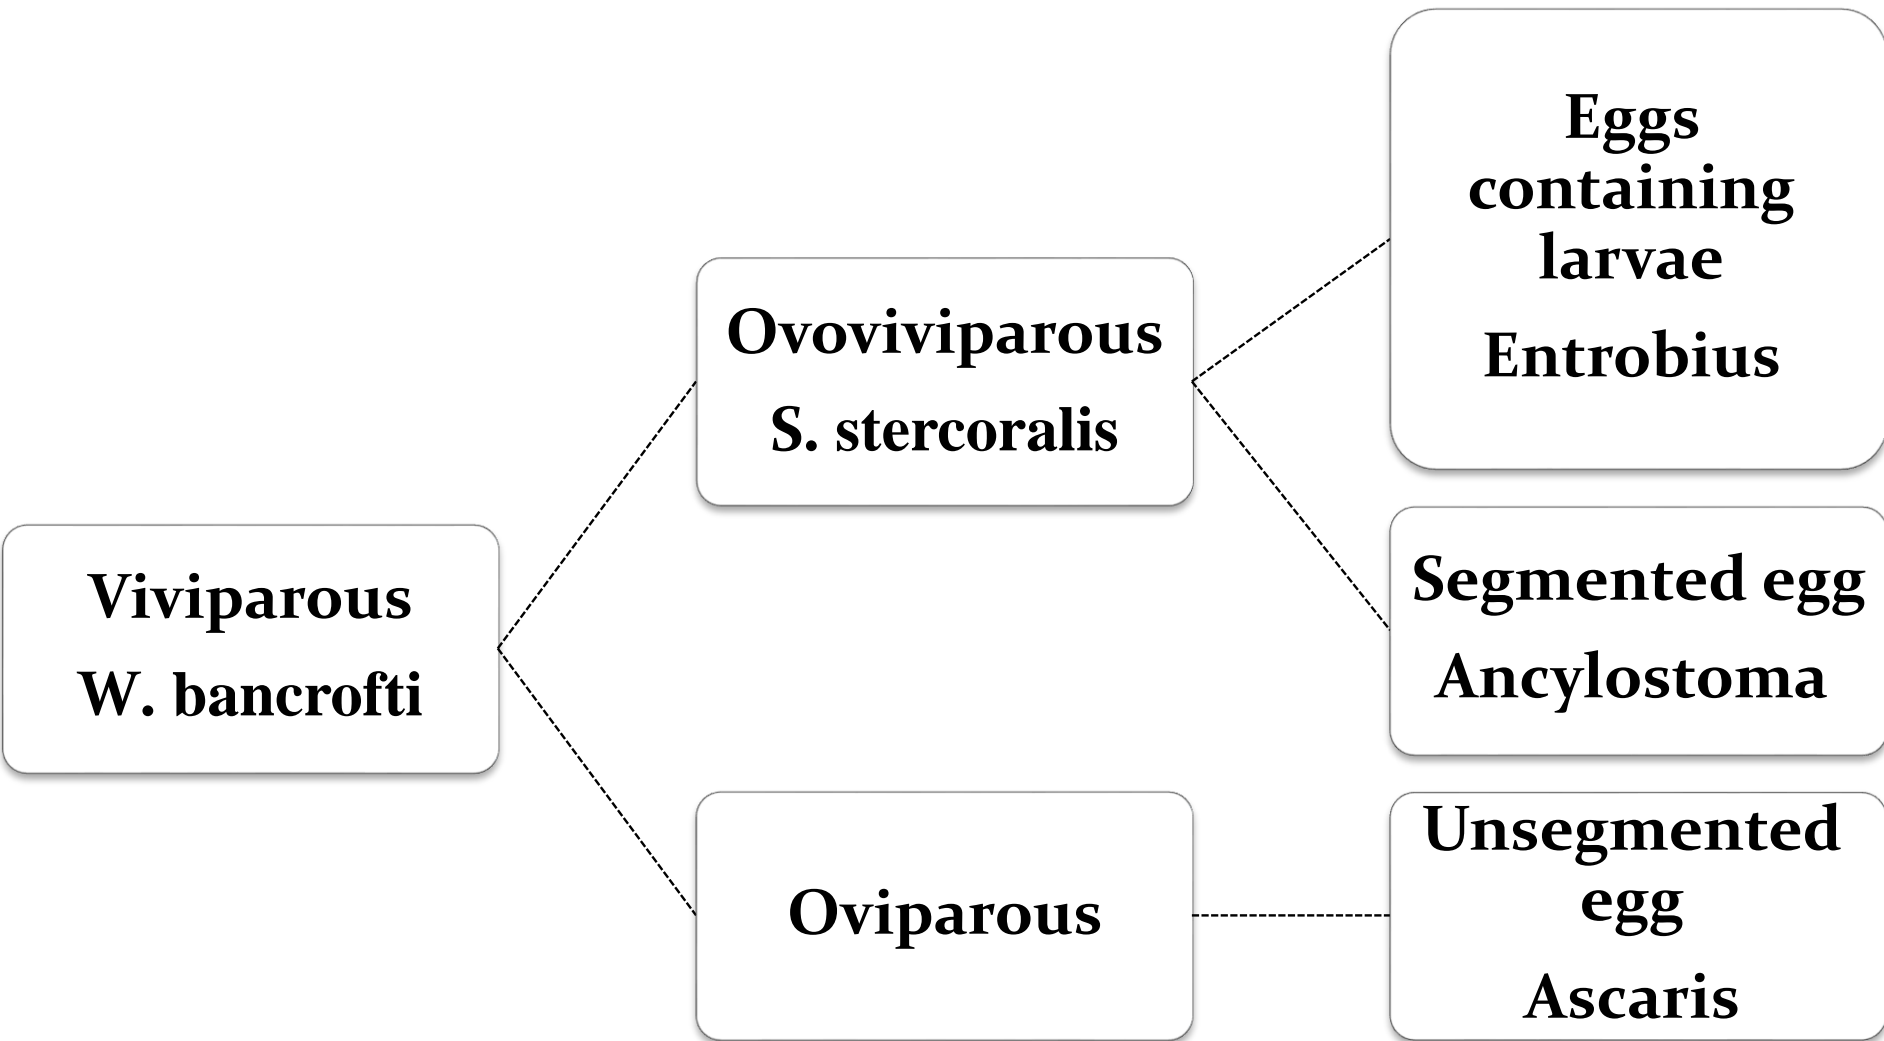 Viviparous
W. bancrofti
Ovoviviparous
S. stercoralis
Oviparous
Eggs
containing
larvae
Entrobius
Segmented egg
Ancylostoma
Unsegmented
egg
Ascaris